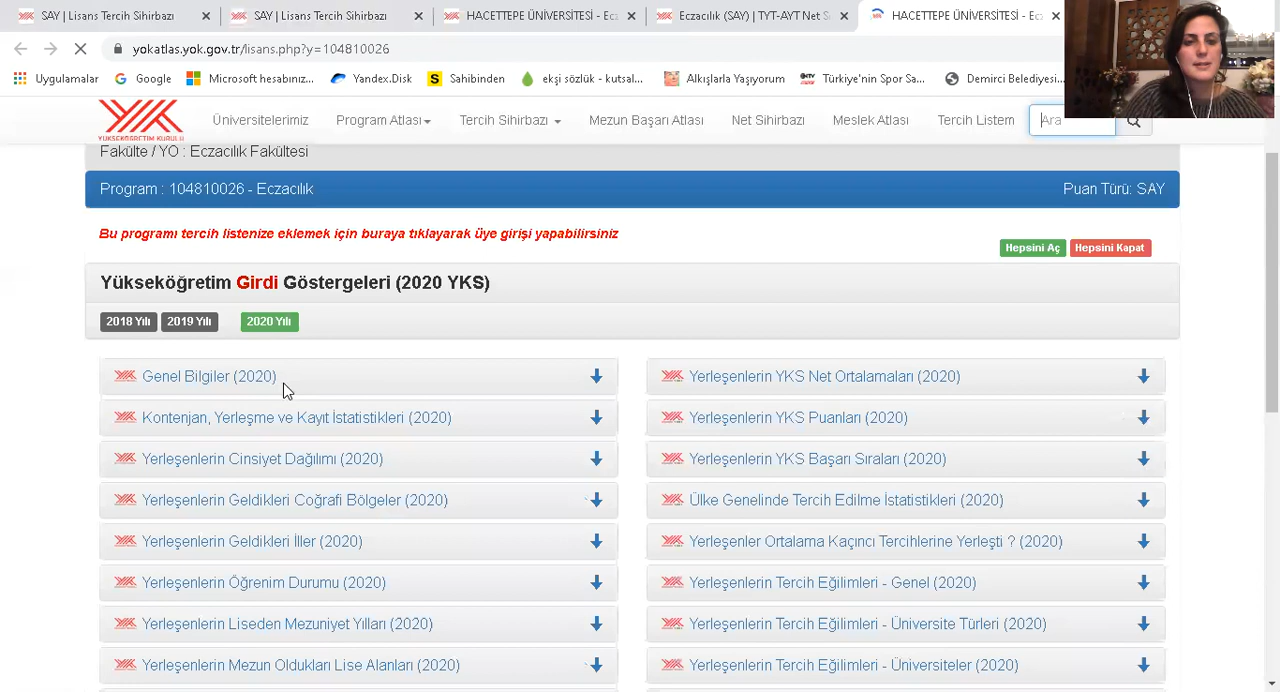 SAY | Lisans Tercih Sihirbazı
SAY | Lisans Tercih Sihirbazı
HACETTEPE ÜNİVERSİTESİ - Ecz
Eczacılık (SAY) | TYT-AYT Net S
HACETTEPE ÜNİVERSİTESİ - Ecz
yokatlas.yok.gov.tr/lisans.php?y=104810026
Uygulamalar
Google
Microsoft hesabınız...
Yandex.Disk
Sahibinden
ekşi sözlük - kutsal...
Alkışlarla Yaşıyorum
Türkiye'nin Spor Sa...
Demirci Belediyesi...
YÜKSEKÖĞRETİM KURULU
Üniversitelerimiz
Program Atlası
Tercih Sihirbazı
Mezun Başarı Atlası
Net Sihirbazı
Meslek Atlası
Tercih Listem
Ara
Fakülte / YO : Eczacılık Fakültesi
Program : 104810026 - Eczacılık
Puan Türü: SAY
Bu programı tercih listenize eklemek için buraya tıklayarak üye girişi yapabilirsiniz
Hepsini Aç
Hepsini Kapat
Yükseköğretim Girdi Göstergeleri (2020 YKS)
2018 Yılı
2019 Yılı
2020 Yılı
Genel Bilgiler (2020)
Yerleşenlerin YKS Net Ortalamaları (2020)
Kontenjan, Yerleşme ve Kayıt İstatistikleri (2020)
Yerleşenlerin YKS Puanları (2020)
Yerleşenlerin Cinsiyet Dağılımı (2020)
Yerleşenlerin YKS Başarı Sıraları (2020)
Yerleşenlerin Geldikleri Coğrafi Bölgeler (2020)
Ülke Genelinde Tercih Edilme İstatistikleri (2020)
Yerleşenlerin Geldikleri İller (2020)
Yerleşenler Ortalama Kaçıncı Tercihlerine Yerleşti ? (2020)
Yerleşenlerin Öğrenim Durumu (2020)
Yerleşenlerin Tercih Eğilimleri - Genel (2020)
Yerleşenlerin Liseden Mezuniyet Yılları (2020)
Yerleşenlerin Tercih Eğilimleri - Üniversite Türleri (2020)
Yerleşenlerin Mezun Oldukları Lise Alanları (2020)
Yerleşenlerin Tercih Eğilimleri - Üniversiteler (2020)